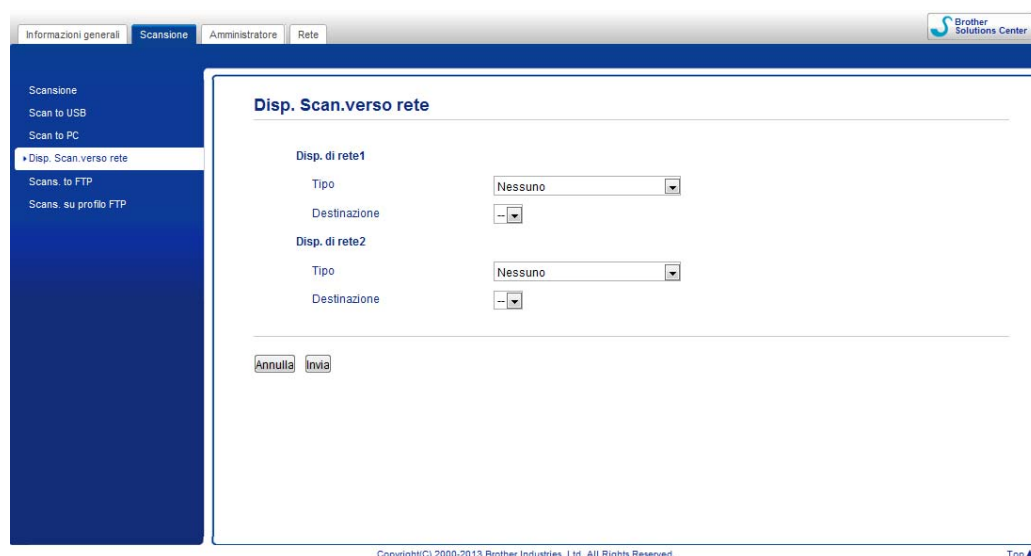 Informazioni generali Scansione Amministratore Rete
Brother
Solutions Center
Scansione
Scan to USB
Scan to PC
Disp. Scan.verso rete
Scans. to FTP
Scans. su profilo FTP
Disp. Scan.verso rete
Disp. di rete1
Tipo Nessuno
Destinazione --
Disp. di rete2
Tipo Nessuno
Destinazione --
Annulla Invia
Copyright(C) 2000-2013 Brother Industries, Ltd. All Rights Reserved.
Top